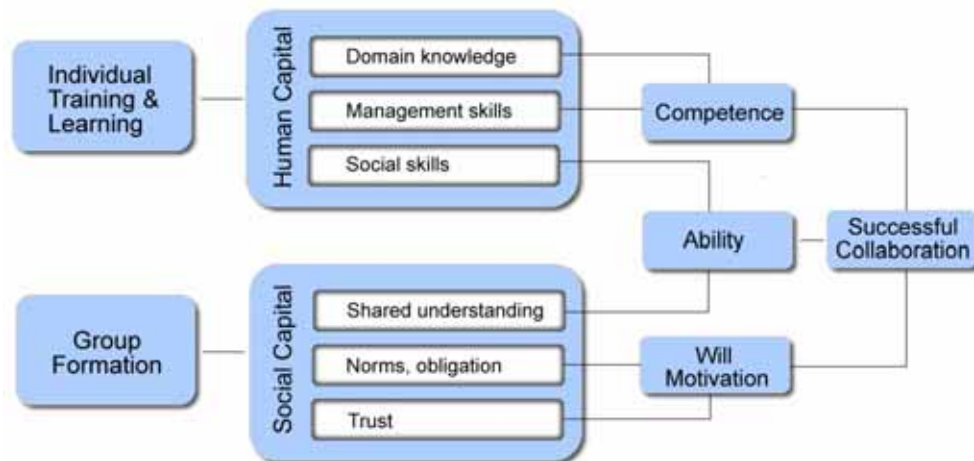 Individual
Training &
Learning
Human Capital
Domain knowledge
Management skills
Social skills
Competence
Ability
Successful
Collaboration
Group
Formation
Social Capital
Shared understanding
Norms, obligation
Trust
Will
Motivation